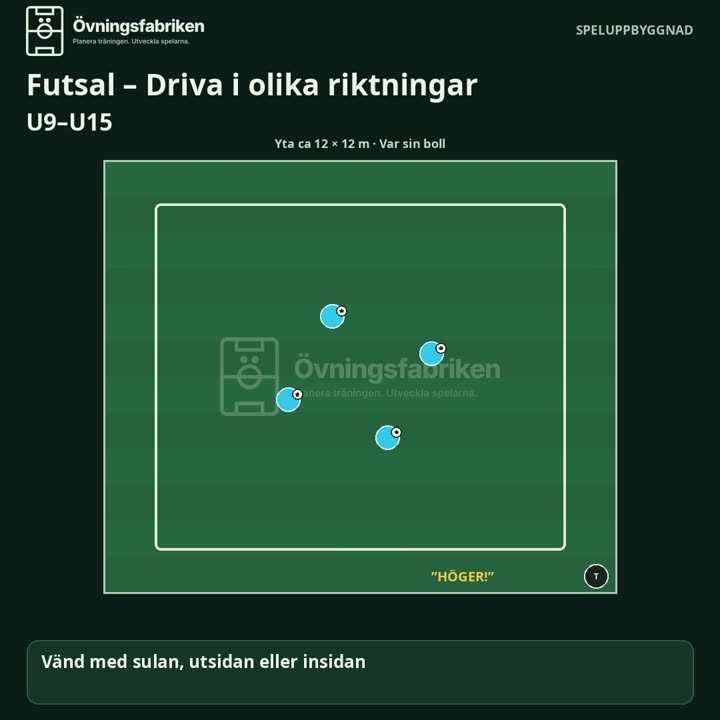 Övningsfabriken
Planera träningen. Utveckla spelarna.
SPELUPPBYGGNAD
Futsal – Driva i olika riktningar
U9–U15
Yta ca 12 × 12 m · Var sin boll
Övningsfabriken
Planera träningen. Utveckla spelarna.
”HÖGER!”
T
Vänd med sulan, utsidan eller insidan